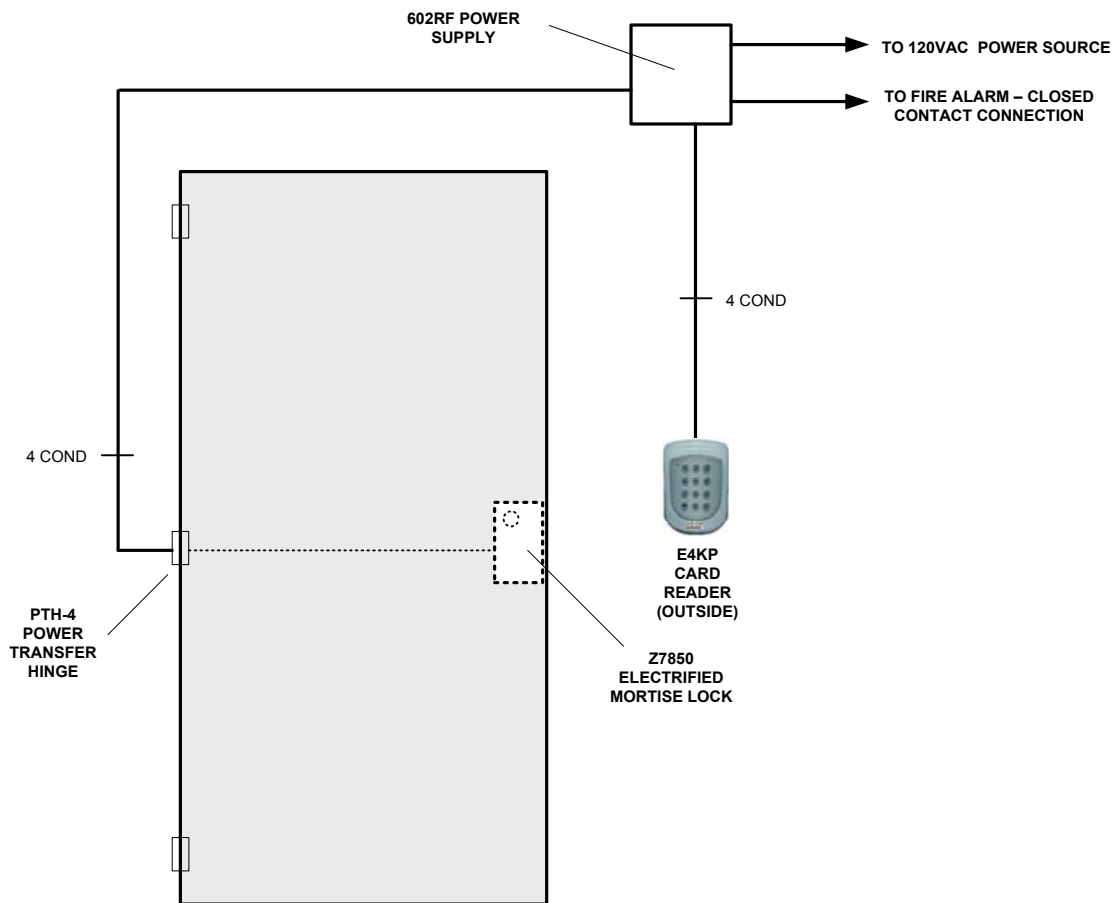 602RF POWER
SUPPLY
TO 120VAC  POWER SOURCE
TO FIRE ALARM – CLOSED
CONTACT CONNECTION
4 COND
4 COND
E4KP
CARD
READER
(OUTSIDE)
PTH-4
POWER
TRANSFER
HINGE
Z7850
ELECTRIFIED
MORTISE LOCK